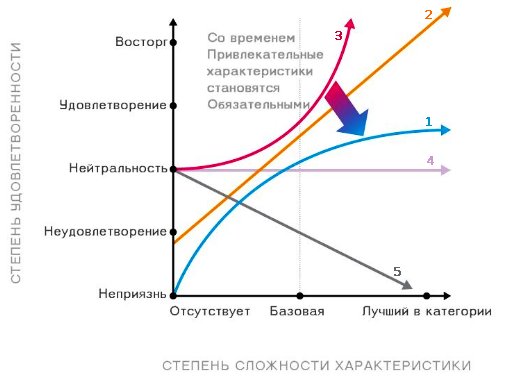 СТЕПЕНЬ УДОВЛЕТВОРЕННОСТИ
Восторг
Удовлетворение
Нейтральность
Неудовлетворение
Неприязнь
Со временем
Привлекательные
характеристики
становятся
Обязательными
3
2
1
4
5
Отсутствует
Базовая
Лучший в категории
СТЕПЕНЬ СЛОЖНОСТИ ХАРАКТЕРИСТИКИ